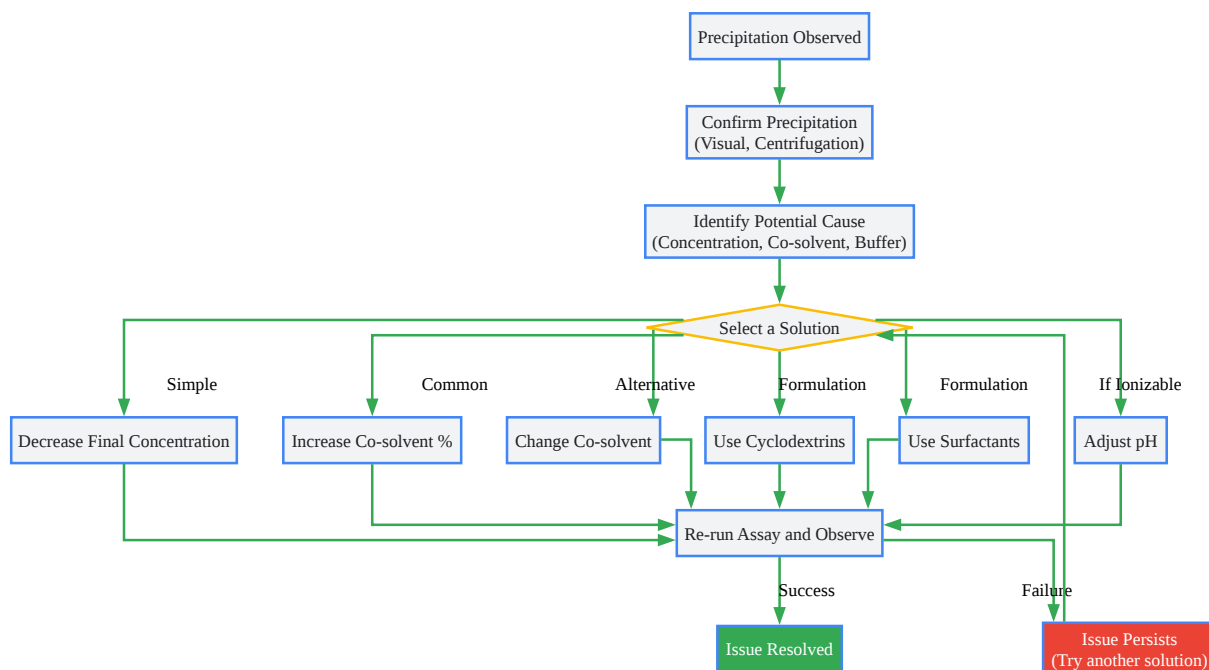 Precipitation Observed
Confirm Precipitation
(Visual, Centrifugation)
Identify Potential Cause
(Concentration, Co-solvent, Buffer)
Select a Solution
Simple
Common
Alternative
Formulation
Formulation
If Ionizable
Decrease Final Concentration
Increase Co-solvent %
Change Co-solvent
Use Cyclodextrins
Use Surfactants
Adjust pH
Re-run Assay and Observe
Success
Failure
Issue Resolved
Issue Persists
(Try another solution)